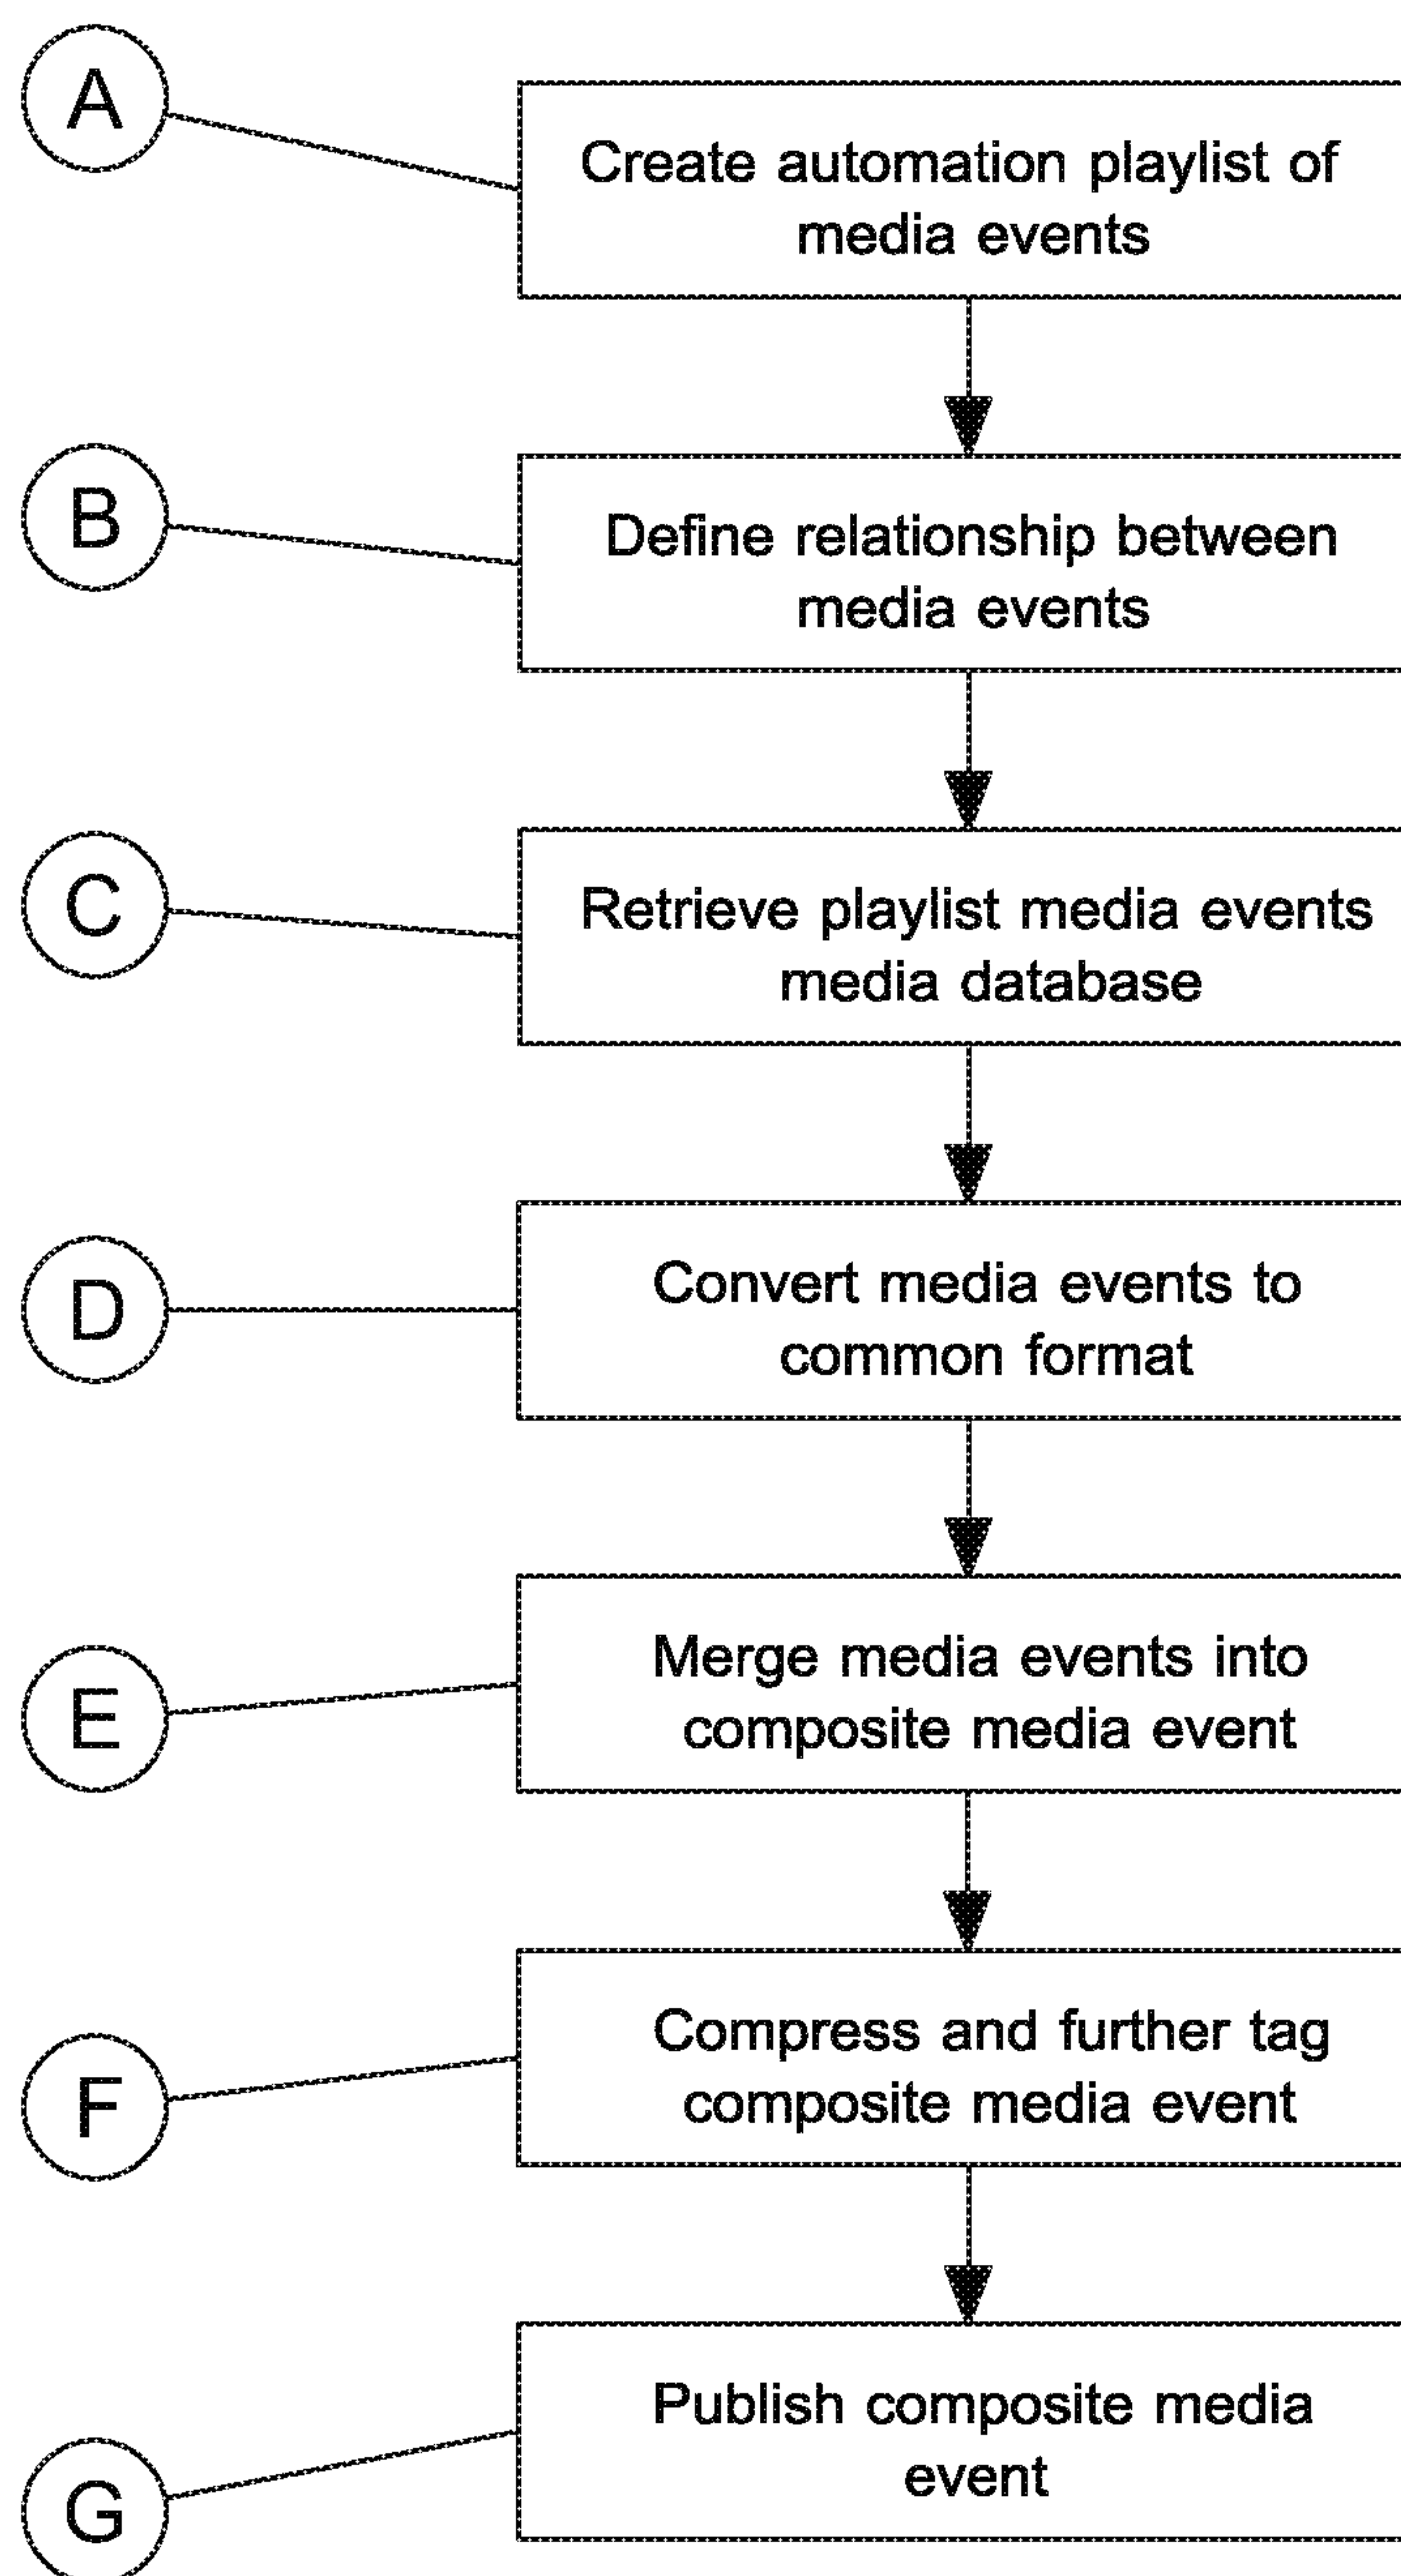 A
Create automation playlist of
media events
B
Define relationship between
media events
C
Retrieve playlist media events
media database
D
Convert media events to
common format
E
Merge media events into
composite media event
F
Compress and further tag
composite media event
G
Publish composite media
event